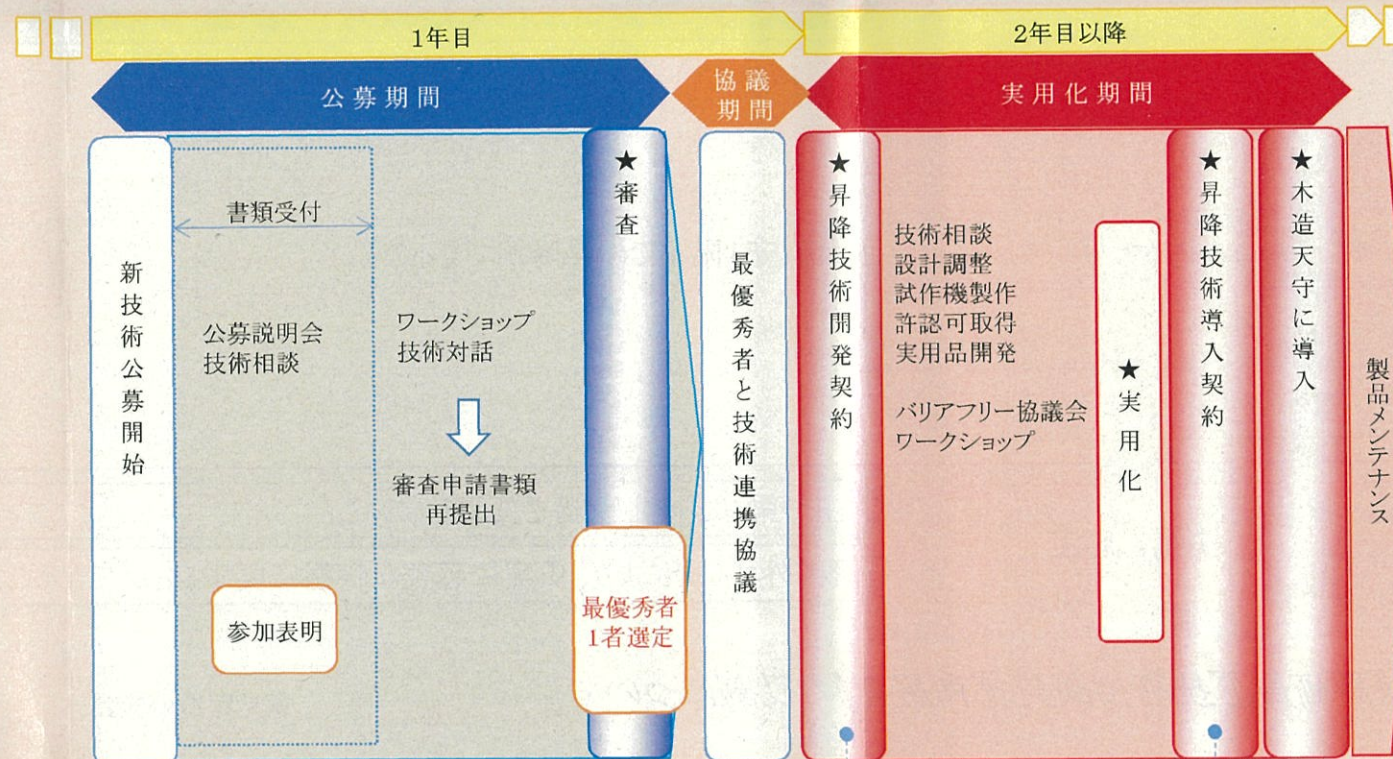 1年目
2年目以降
公募期間
協議
期間
実用化期間
新技術公募開始
書類受付
公募説明会
技術相談
参加表明
ワークショップ
技術対話
審査申請書類
再提出
★審査
最優秀者
1者選定
最優秀者と技術連携協議
★昇降技術開発契約
技術相談
設計調整
試作機製作
許認可取得
実用品開発
バリアフリー協議会
ワークショップ
★実用化
★昇降技術導入契約
★木造天守に導入
製品メンテナンス